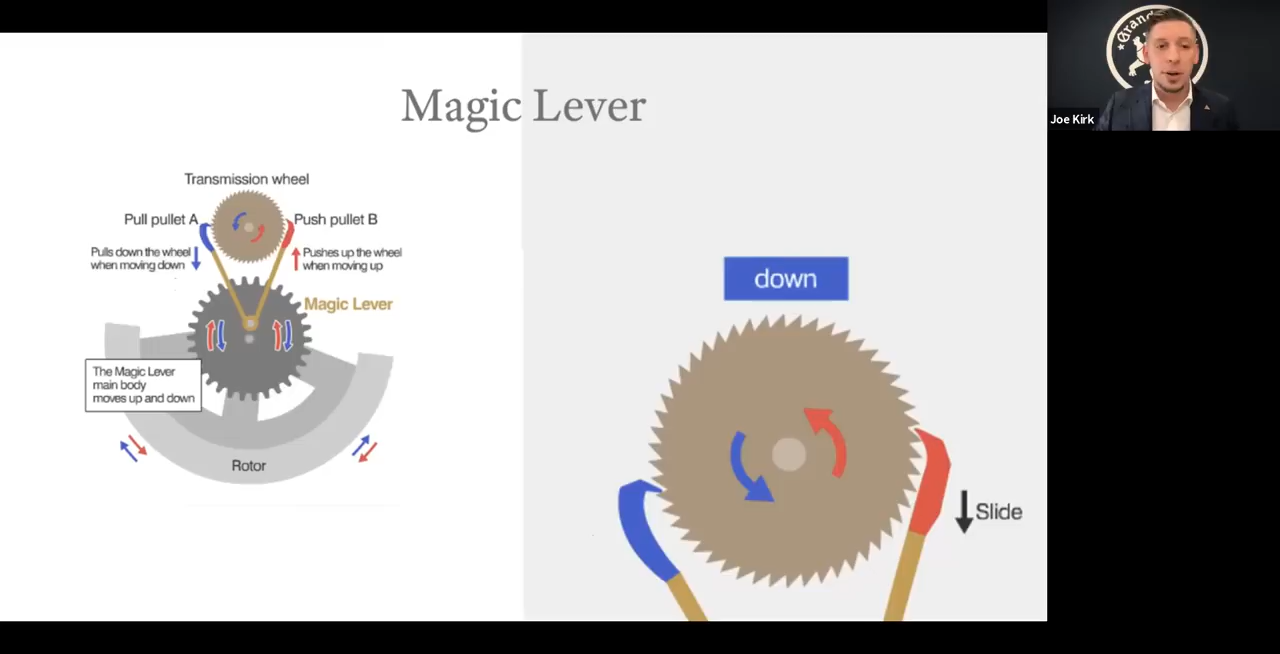 Magic Lever
Transmission wheel
Pull pullet A
Push pullet B
Pulls down the wheel
when moving down
Pushes up the wheel
when moving up
Magic Lever
The Magic Lever
main body
moves up and down
Rotor
down
Slide
Grand
Joe Kirk